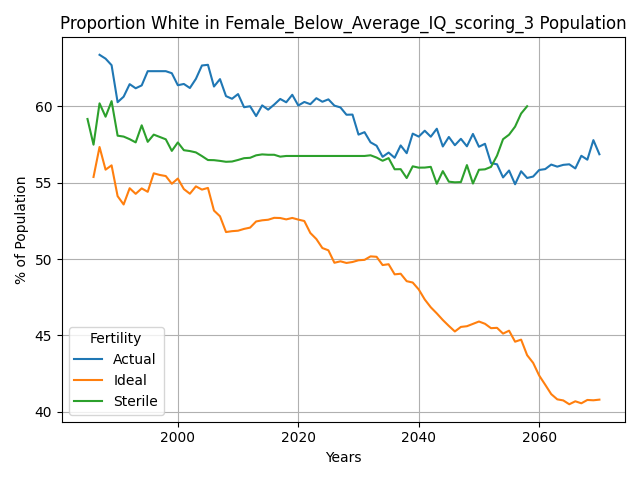 Proportion White in Female_Below_Average_IQ_scoring_3 Population
% of Population
60
55
50
45
40
Fertility
Actual
Ideal
Sterile
2000 2020 2040 2060
Years